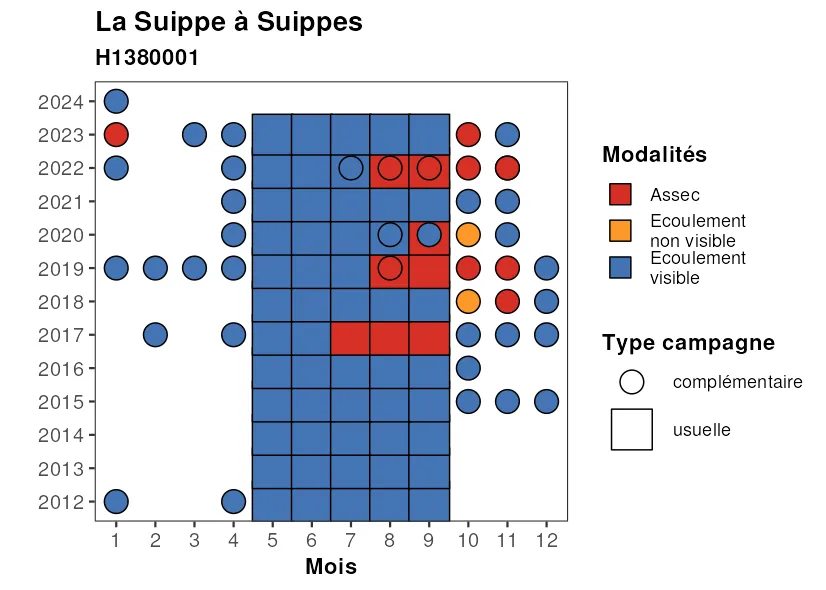 La Suippe à Suippes
H1380001
2024
2023
2022
2021
2020
2019
2018
2017
2016
2015
2014
2013
2012
1 2 3 4 5 6 7 8 9 10 11 12
Mois
Modalités
Assec
Ecoulement
non visible
Ecoulement
visible
Type campagne
complémentaire
usuelle